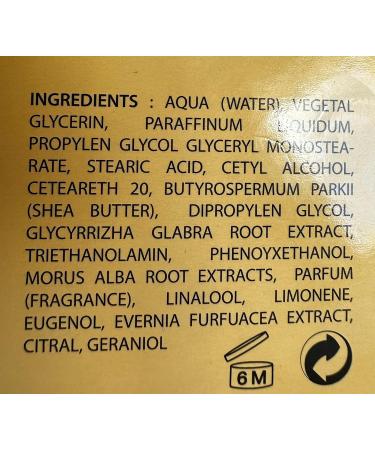 INGREDIENTS : AQUA (WATER), VEGETAL
GLYCERIN, PARAFFINUM LIQUIDUM,
PROPYLEN GLYCOL GLYCERYL MONOSTEA-
RATE, STEARIC ACID, CETYL ALCOHOL,
CETEARETH 20, BUTYROSPERMUM PARKII
(SHEA BUTTER), DIPROPYLEN GLYCOL,
GLYCYRRIZHA GLABRA ROOT EXTRACT,
TRIETHANOLAMIN, PHENOYXETHANOL,
MORUS ALBA ROOT EXTRACTS, PARFUM
(FRAGRANCE), LINALOOL, LIMONENE,
EUGENOL, EVERNIA FURFUACEA EXTRACT,
CITRAL, GERANIOL
6 M